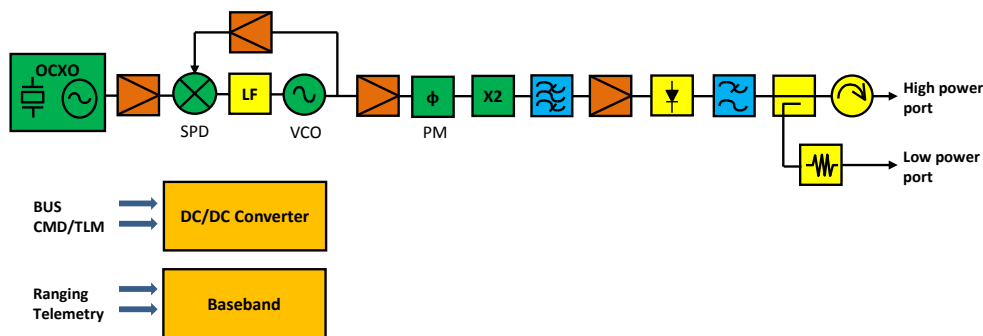 OCXO
SPD
LF
VCO
ϕ
PM
X2
High power
port
Low power
port
BUS
CMD/TLM
DC/DC Converter
Ranging
Telemetry
Baseband